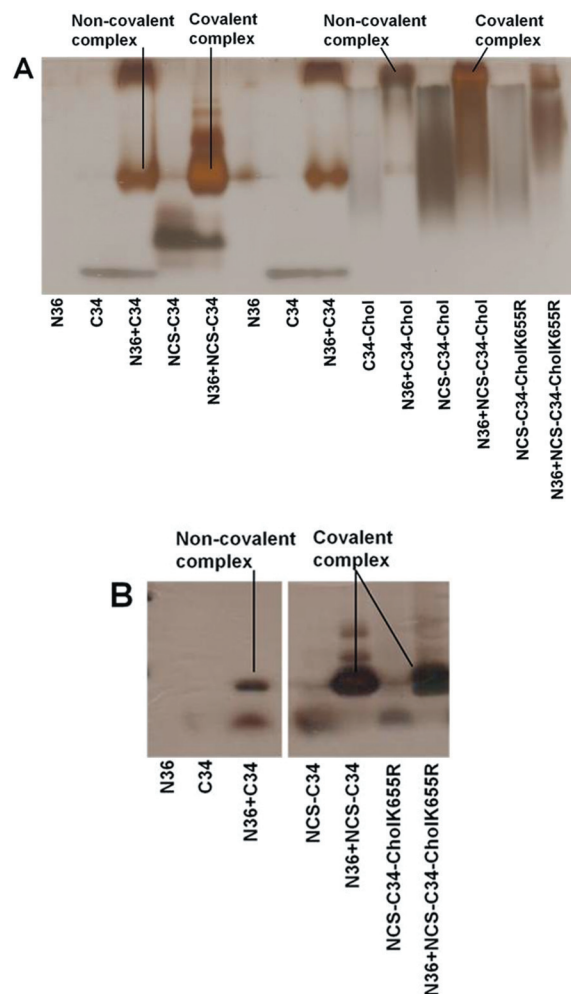 Non-covalent
complex
Covalent
complex
Non-covalent
complex
Covalent
complex
A
N36
C34
N36+C34
NCS-C34
N36+NCS-C34
N36
C34
N36+C34
C34-Chol
N36+C34-Chol
NCS-C34-Chol
N36+NCS-C34-Chol
NCS-C34-CholK655R
N36+NCS-C34-CholK655R
Non-covalent
complex
Covalent
complex
B
N36
C34
N36+C34
NCS-C34
N36+NCS-C34
NCS-C34-CholK655R
N36+NCS-C34-CholK655R